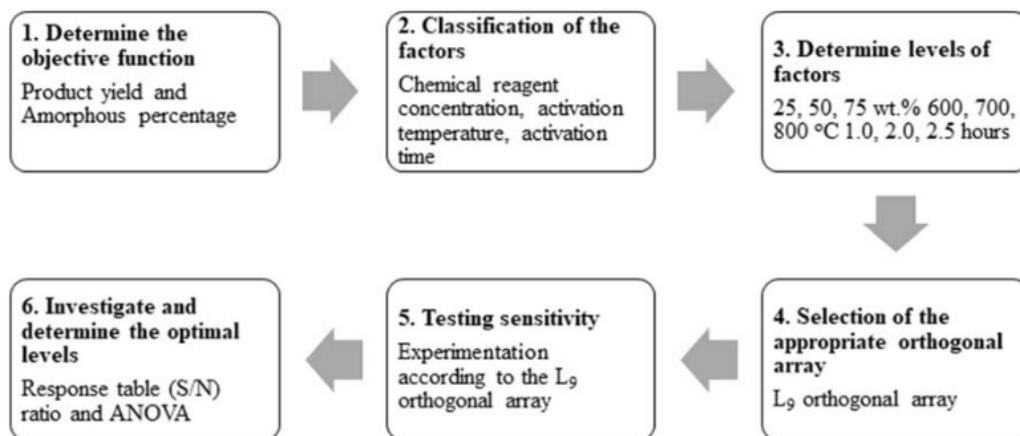 1. Determine the
objective function
Product yield and
Amorphous percentage
2. Classification of the
factors
Chemical reagent
concentration, activation
temperature, activation
time
3. Determine levels of
factors
25, 50, 75 wt.% 600, 700,
800 °C 1.0, 2.0, 2.5 hours
4. Selection of the
appropriate orthogonal
array
L₉ orthogonal array
5. Testing sensitivity
Experimentation
according to the L₉
orthogonal array
6. Investigate and
determine the optimal
levels
Response table (S/N)
ratio and ANOVA